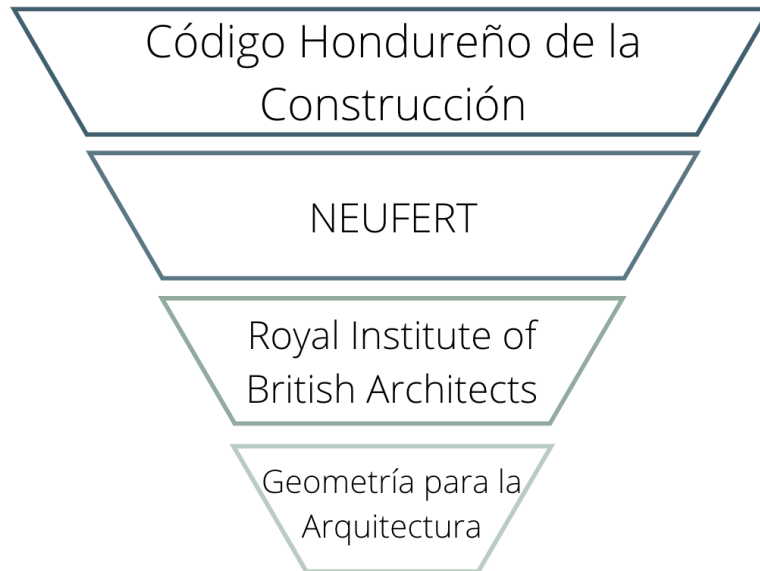 Código Hondureño de la
Construcción
NEUFERT
Royal Institute of
British Architects
Geometría para la
Arquitectura